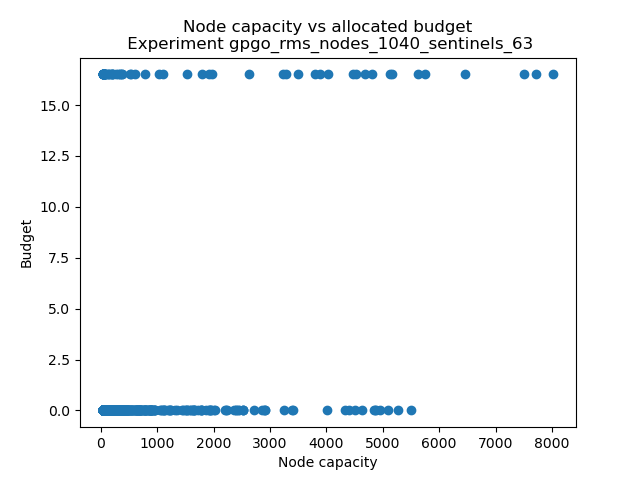 Node capacity vs allocated budget
Experiment gpgo_rms_nodes_1040_sentinels_63
15.0
12.5
10.0
7.5
5.0
2.5
0.0
Budget
0 1000 2000 3000 4000 5000 6000 7000 8000
Node capacity